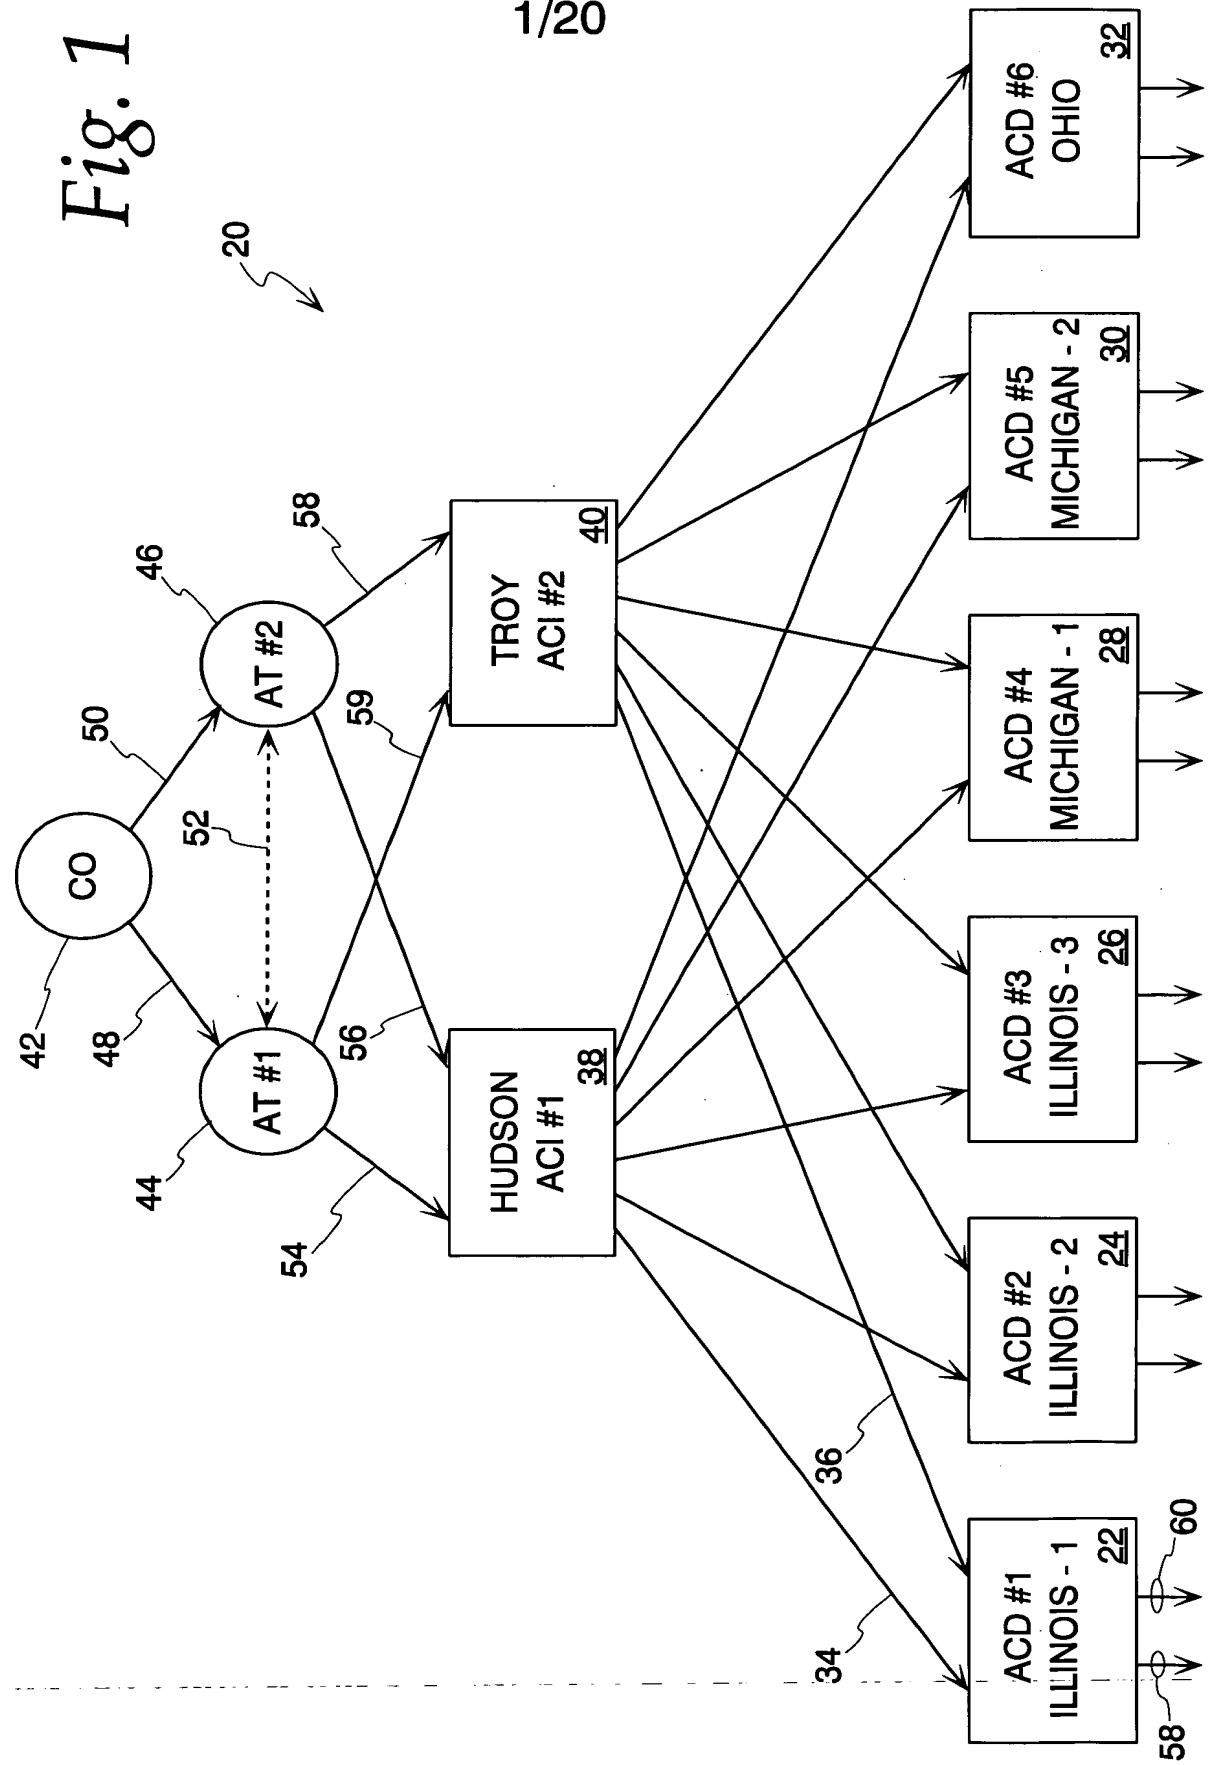 1/20
Fig. 1
20
CO
42
48
50
AT #1
44
AT #2
46
52
54
56
59
58
HUDSON
ACI #1
38
TROY
ACI #2
40
34
36
ACD #1
ILLINOIS - 1
22
ACD #2
ILLINOIS - 2
24
ACD #3
ILLINOIS - 3
26
ACD #4
MICHIGAN - 1
28
ACD #5
MICHIGAN - 2
30
ACD #6
OHIO
32
58
60